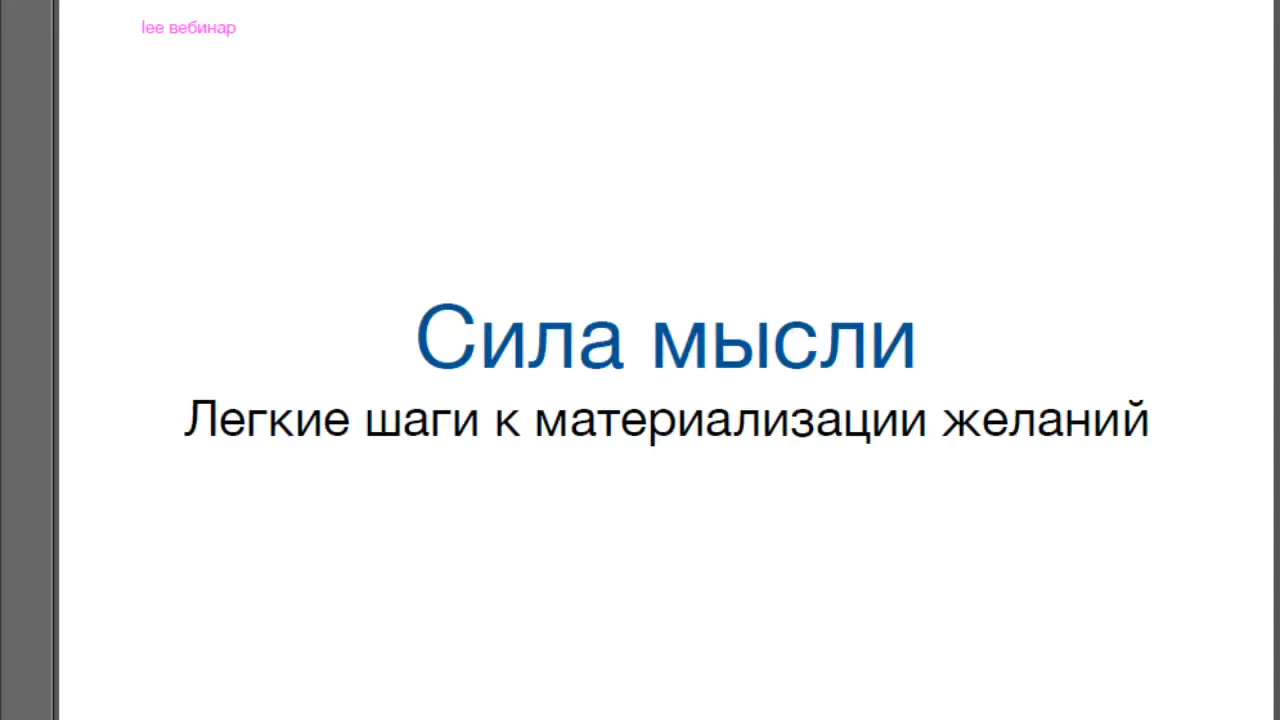 lee вебинар
Сила мысли
Легкие шаги к материализации желаний